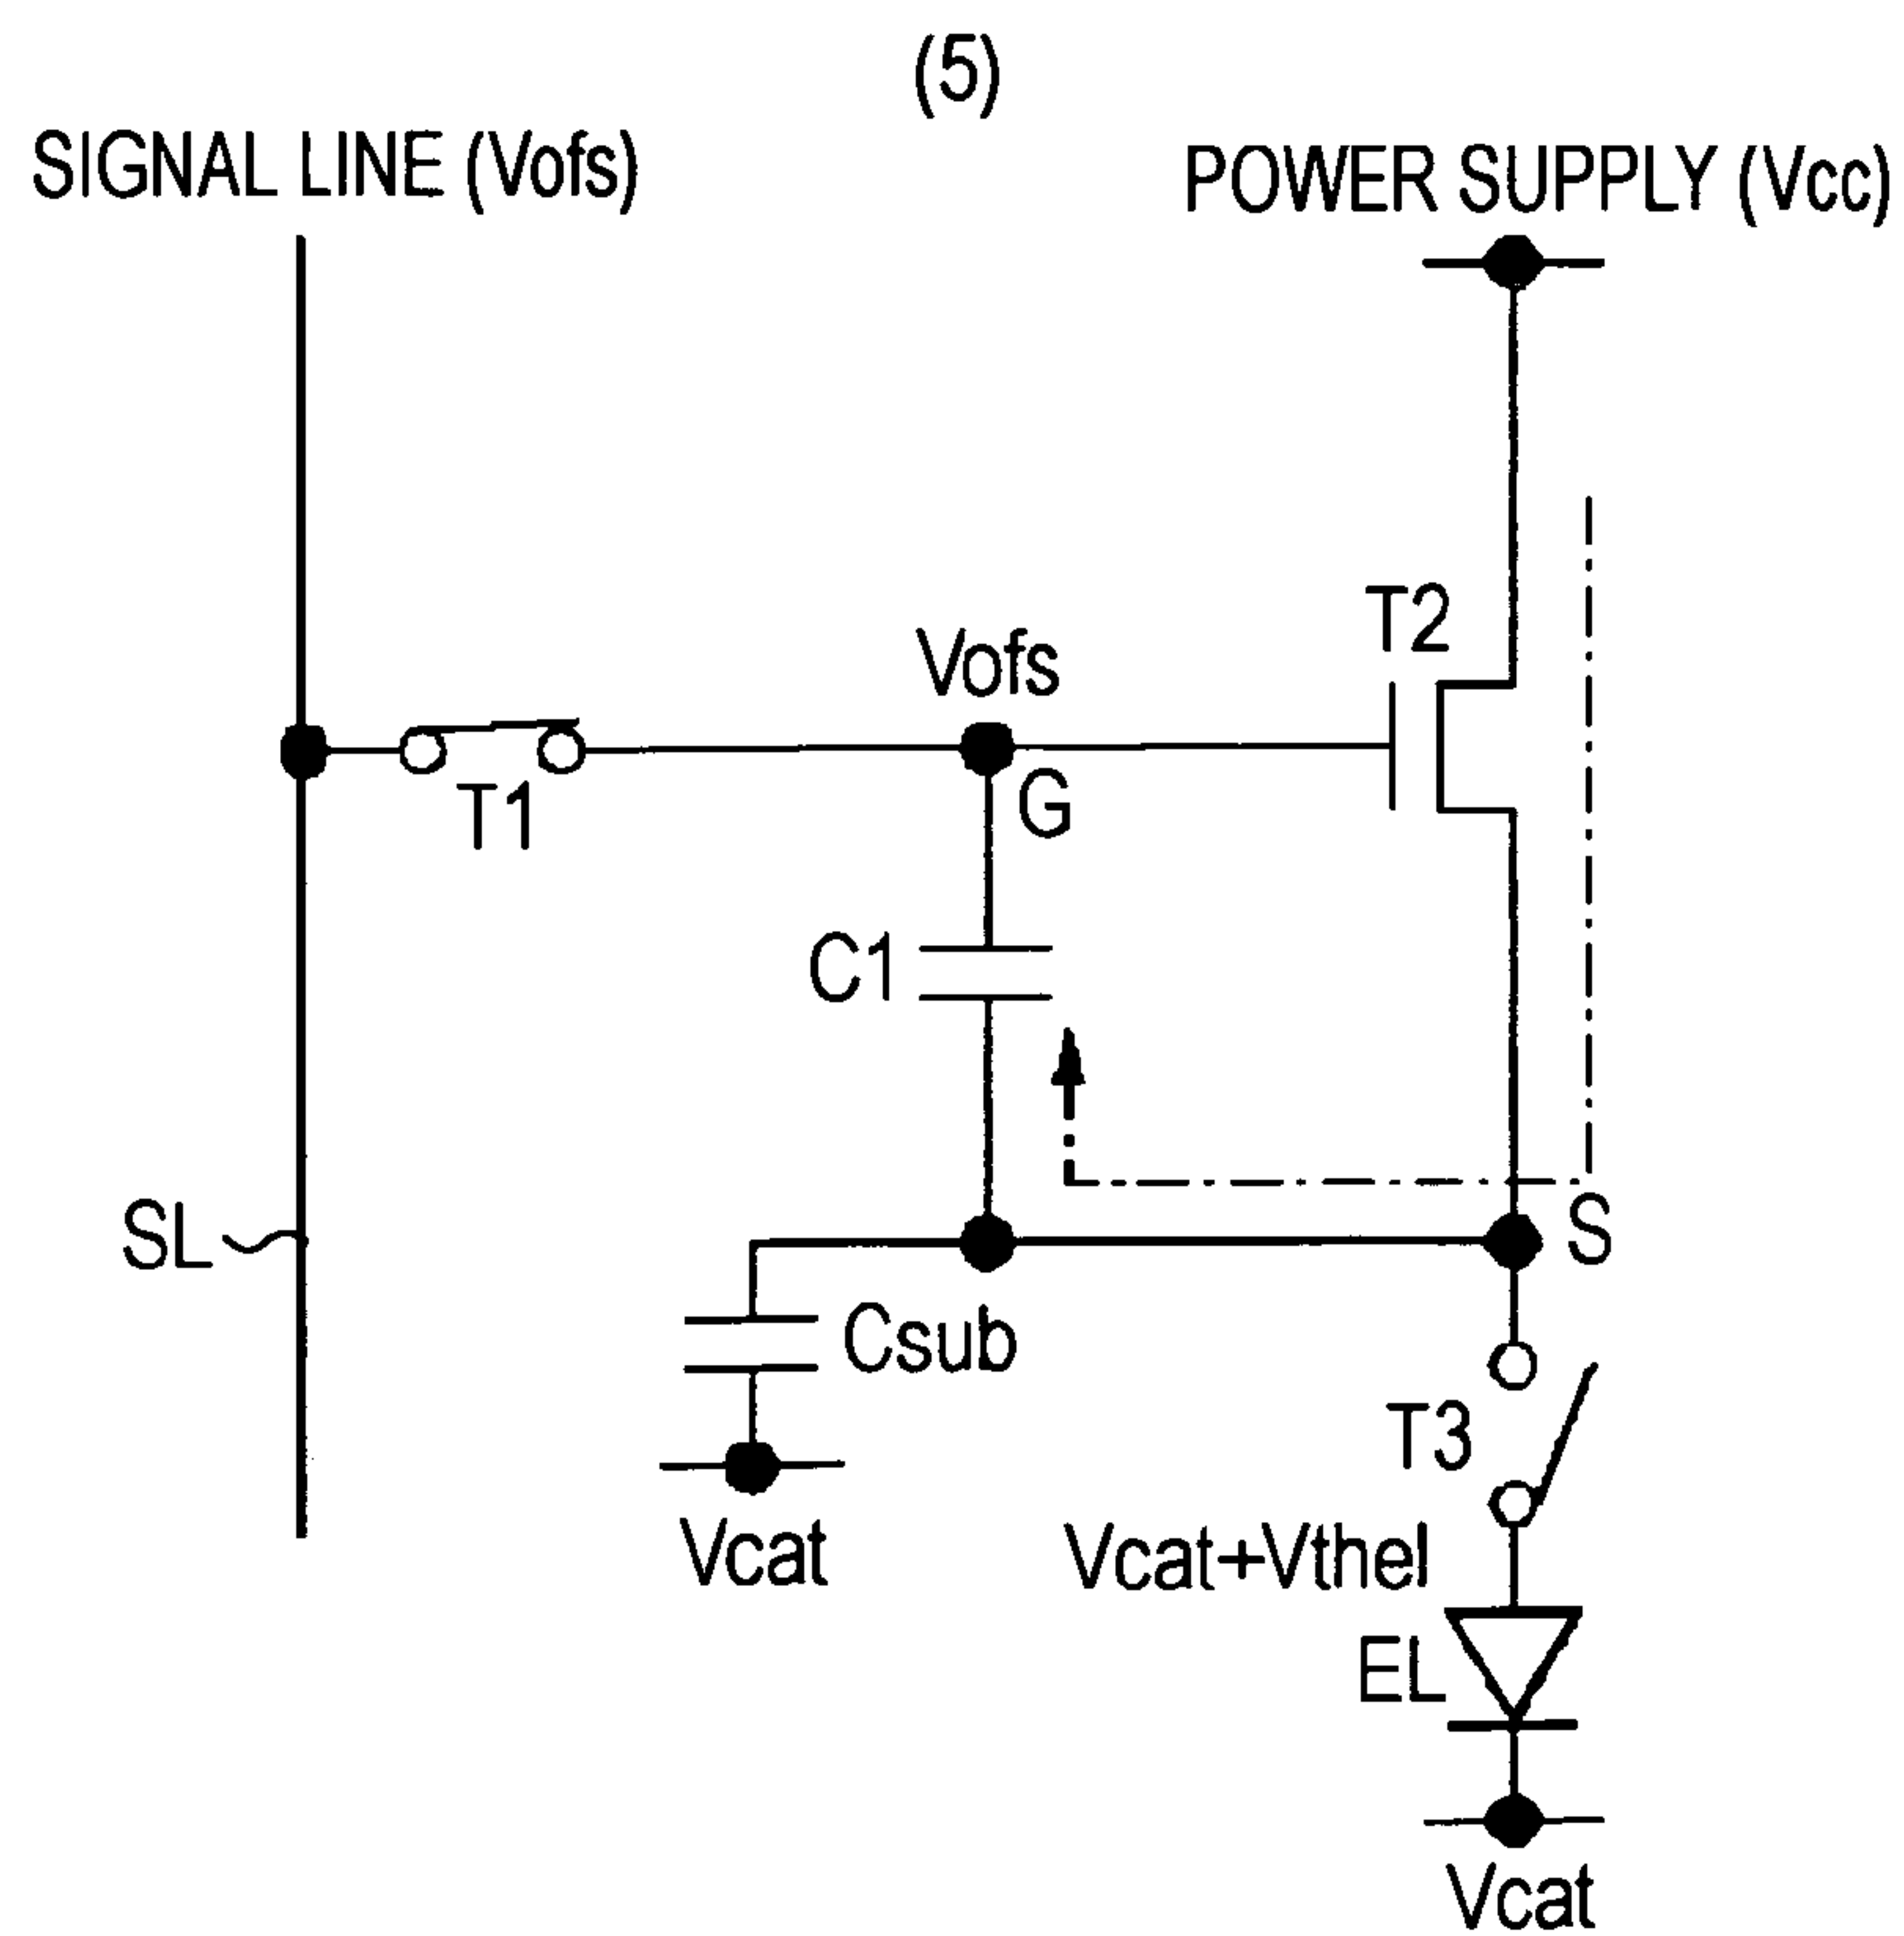 (5)
SIGNAL LINE (Vofs)
POWER SUPPLY (Vcc)
T2
Vofs
G
T1
C1
SL
S
Csub
T3
Vcat
Vcat+Vthel
EL
Vcat